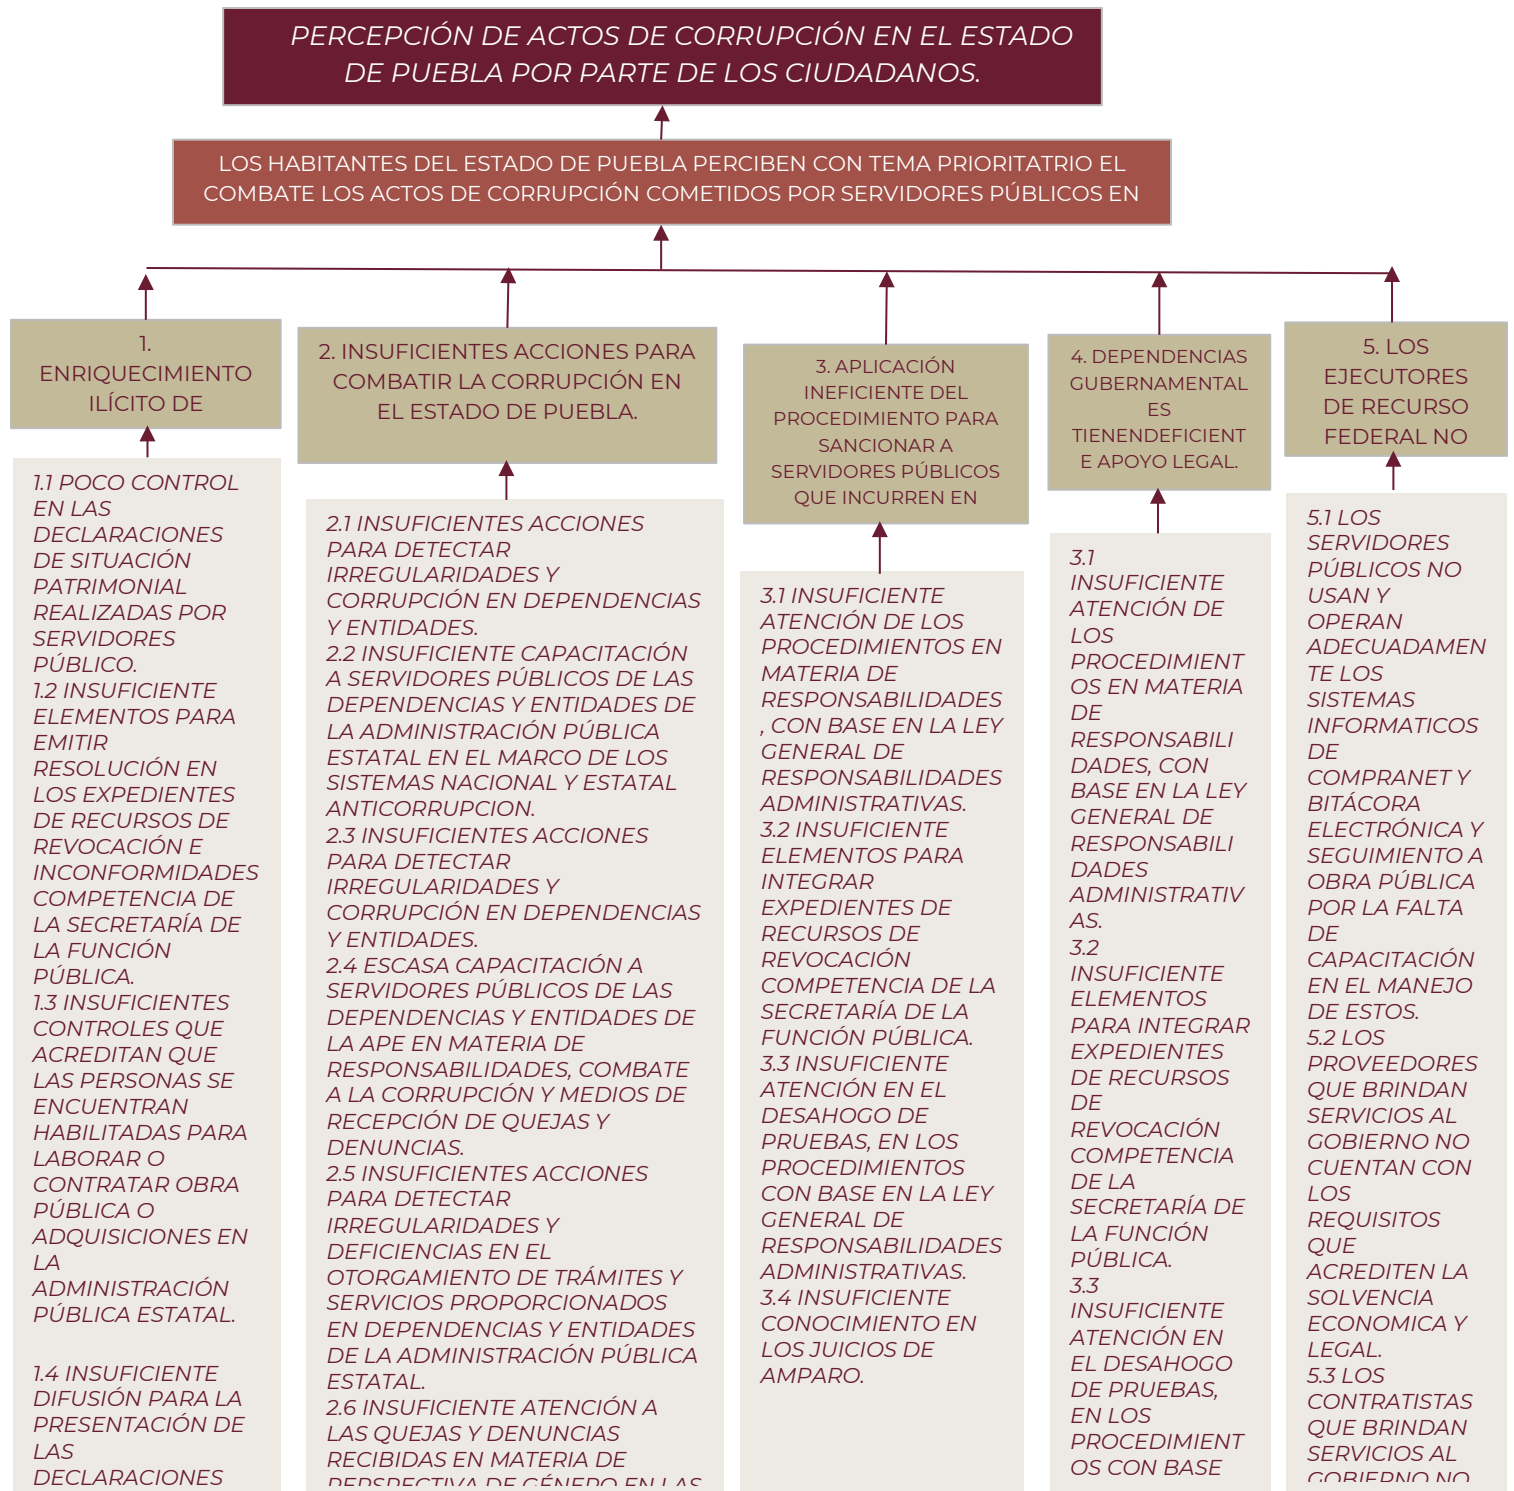 PERCEPCIÓN DE ACTOS DE CORRUPCIÓN EN EL ESTADO
DE PUEBLA POR PARTE DE LOS CIUDADANOS.
LOS HABITANTES DEL ESTADO DE PUEBLA PERCIBEN CON TEMA PRIORITATRIO EL
COMBATE LOS ACTOS DE CORRUPCIÓN COMETIDOS POR SERVIDORES PÚBLICOS EN
1.
ENRIQUECIMIENTO
ILÍCITO DE
1.1 POCO CONTROL
EN LAS
DECLARACIONES
DE SITUACIÓN
PATRIMONIAL
REALIZADAS POR
SERVIDORES
PÚBLICO.
1.2 INSUFICIENTE
ELEMENTOS PARA
EMITIR
RESOLUCIÓN EN
LOS EXPEDIENTES
DE RECURSOS DE
REVOCACIÓN E
INCONFORMIDADES
COMPETENCIA DE
LA SECRETARÍA DE
LA FUNCIÓN
PÚBLICA.
1.3 INSUFICIENTES
CONTROLES QUE
ACREDITAN QUE
LAS PERSONAS SE
ENCUENTRAN
HABILITADAS PARA
LABORAR O
CONTRATAR OBRA
PÚBLICA O
ADQUISICIONES EN
LA
ADMINISTRACIÓN
PÚBLICA ESTATAL.
1.4 INSUFICIENTE
DIFUSIÓN PARA LA
PRESENTACIÓN DE
LAS
DECLARACIONES
2. INSUFICIENTES ACCIONES PARA
COMBATIR LA CORRUPCIÓN EN
EL ESTADO DE PUEBLA.
2.1 INSUFICIENTES ACCIONES
PARA DETECTAR
IRREGULARIDADES Y
CORRUPCIÓN EN DEPENDENCIAS
Y ENTIDADES.
2.2 INSUFICIENTE CAPACITACIÓN
A SERVIDORES PÚBLICOS DE LAS
DEPENDENCIAS Y ENTIDADES DE
LA ADMINISTRACIÓN PÚBLICA
ESTATAL EN EL MARCO DE LOS
SISTEMAS NACIONAL Y ESTATAL
ANTICORRUPCION.
2.3 INSUFICIENTES ACCIONES
PARA DETECTAR
IRREGULARIDADES Y
CORRUPCIÓN EN DEPENDENCIAS
Y ENTIDADES.
2.4 ESCASA CAPACITACIÓN A
SERVIDORES PÚBLICOS DE LAS
DEPENDENCIAS Y ENTIDADES DE
LA APE EN MATERIA DE
RESPONSABILIDADES, COMBATE
A LA CORRUPCIÓN Y MEDIOS DE
RECEPCIÓN DE QUEJAS Y
DENUNCIAS.
2.5 INSUFICIENTES ACCIONES
PARA DETECTAR
IRREGULARIDADES Y
DEFICIENCIAS EN EL
OTORGAMIENTO DE TRÁMITES Y
SERVICIOS PROPORCIONADOS
EN DEPENDENCIAS Y ENTIDADES
DE LA ADMINISTRACIÓN PÚBLICA
ESTATAL.
2.6 INSUFICIENTE ATENCIÓN A
LAS QUEJAS Y DENUNCIAS
RECIBIDAS EN MATERIA DE
PERSPECTIVA DE GÉNERO EN LAS
3. APLICACIÓN
INEFICIENTE DEL
PROCEDIMIENTO PARA
SANCIONAR A
SERVIDORES PÚBLICOS
QUE INCURREN EN
3.1 INSUFICIENTE
ATENCIÓN DE LOS
PROCEDIMIENTOS EN
MATERIA DE
RESPONSABILIDADES
, CON BASE EN LA LEY
GENERAL DE
RESPONSABILIDADES
ADMINISTRATIVAS.
3.2 INSUFICIENTE
ELEMENTOS PARA
INTEGRAR
EXPEDIENTES DE
RECURSOS DE
REVOCACIÓN
COMPETENCIA DE LA
SECRETARÍA DE LA
FUNCIÓN PÚBLICA.
3.3 INSUFICIENTE
ATENCIÓN EN EL
DESAHOGO DE
PRUEBAS, EN LOS
PROCEDIMIENTOS
CON BASE EN LA LEY
GENERAL DE
RESPONSABILIDADES
ADMINISTRATIVAS.
3.4 INSUFICIENTE
CONOCIMIENTO EN
LOS JUICIOS DE
AMPARO.
4. DEPENDENCIAS
GUBERNAMENTAL
ES
TIENENDEFICIENT
E APOYO LEGAL.
3.1
INSUFICIENTE
ATENCIÓN DE
LOS
PROCEDIMIENT
OS EN MATERIA
DE
RESPONSABILI
DADES, CON
BASE EN LA LEY
GENERAL DE
RESPONSABILI
DADES
ADMINISTRATIV
AS.
3.2
INSUFICIENTE
ELEMENTOS
PARA INTEGRAR
EXPEDIENTES
DE RECURSOS
DE
REVOCACIÓN
COMPETENCIA
DE LA
SECRETARÍA DE
LA FUNCIÓN
PÚBLICA.
3.3
INSUFICIENTE
ATENCIÓN EN
EL DESAHOGO
DE PRUEBAS,
EN LOS
PROCEDIMIENT
OS CON BASE
5. LOS
EJECUTORES
DE RECURSO
FEDERAL NO
5.1 LOS
SERVIDORES
PÚBLICOS NO
USAN Y
OPERAN
ADECUADAMEN
TE LOS
SISTEMAS
INFORMATICOS
DE
COMPRANET Y
BITÁCORA
ELECTRÓNICA Y
SEGUIMIENTO A
OBRA PÚBLICA
POR LA FALTA
DE
CAPACITACIÓN
EN EL MANEJO
DE ESTOS.
5.2 LOS
PROVEEDORES
QUE BRINDAN
SERVICIOS AL
GOBIERNO NO
CUENTAN CON
LOS
REQUISITOS
QUE
ACREDITEN LA
SOLVENCIA
ECONOMICA Y
LEGAL.
5.3 LOS
CONTRATISTAS
QUE BRINDAN
SERVICIOS AL
GOBIERNO NO